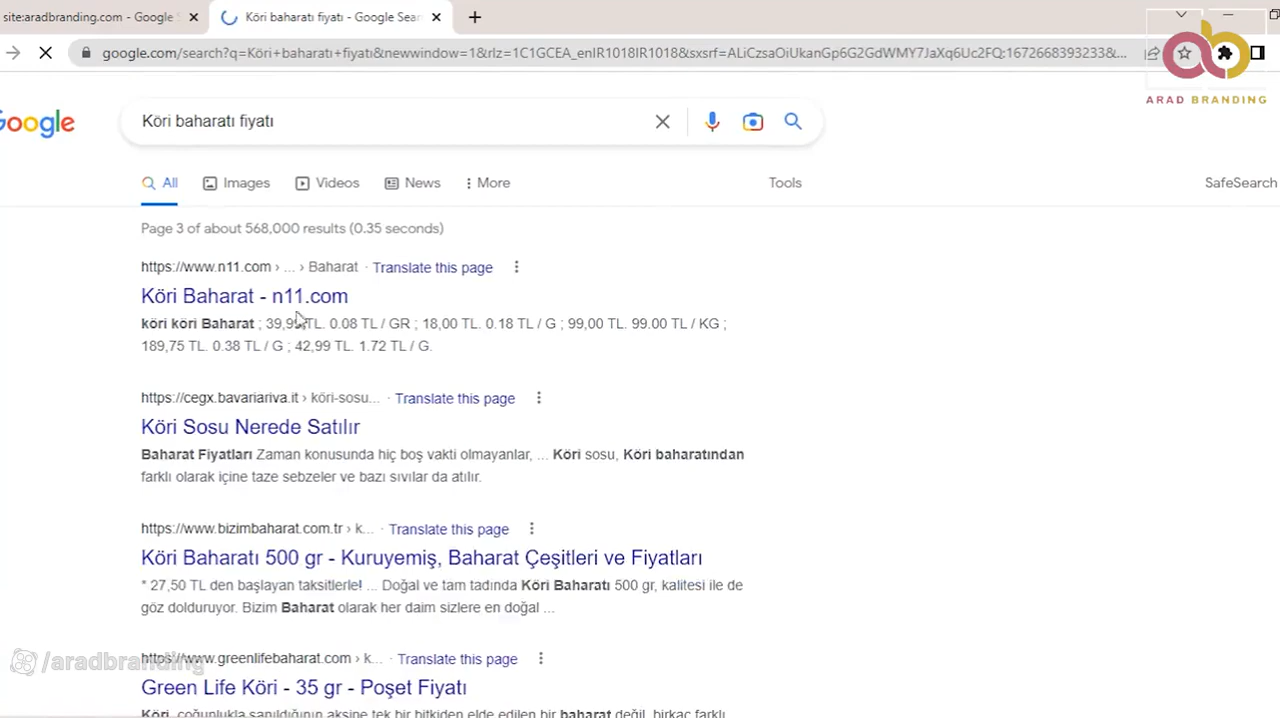 site:aradbranding.com - Google
Köri baharatı fiyatı - Google Sear
google.com/search?q=Köri+baharatı+fiyatı&newwindow=1&rlz=1C1GCEA_enIR1018IR1018&sxsrf=ALiCzsaOiUkanGp6G2GdWMY7JaXq6Uc2FQ:1672668393233&...
ARAD BRANDING
Google
Köri baharatı fiyatı
All Images Videos News More Tools SafeSearch
Page 3 of about 568,000 results (0.35 seconds)
https://www.n11.com › ... › Baharat · Translate this page
Köri Baharat - n11.com
köri köri Baharat ; 39,99 TL. 0.08 TL / GR ; 18,00 TL. 0.18 TL / G ; 99,00 TL. 99.00 TL / KG ;
189,75 TL. 0.38 TL / G ; 42,99 TL. 1.72 TL / G.
https://cegx.bavariariva.it › köri-sosu... · Translate this page
Köri Sosu Nerede Satılır
Baharat Fiyatları Zaman konusunda hiç boş vakti olmayanlar, ... Köri sosu, Köri baharatından
farklı olarak içine taze sebzeler ve bazı sıvılar da atılır.
https://www.bizimbaharat.com.tr › k... · Translate this page
Köri Baharatı 500 gr - Kuruyemiş, Baharat Çeşitleri ve Fiyatları
* 27,50 TL den başlayan taksitlerle! ... Doğal ve tam tadında Köri Baharatı 500 gr, kalitesi ile de
göz dolduruyor. Bizim Baharat olarak her daim sizlere en doğal ...
https://www.greenlifebaharat.com › k... · Translate this page
/aradbranding
Green Life Köri - 35 gr - Poşet Fiyatı
Köri, çoğunlukla sanıldığının aksine tek bir bitkiden elde edilen bir baharat değil, birkaç farklı